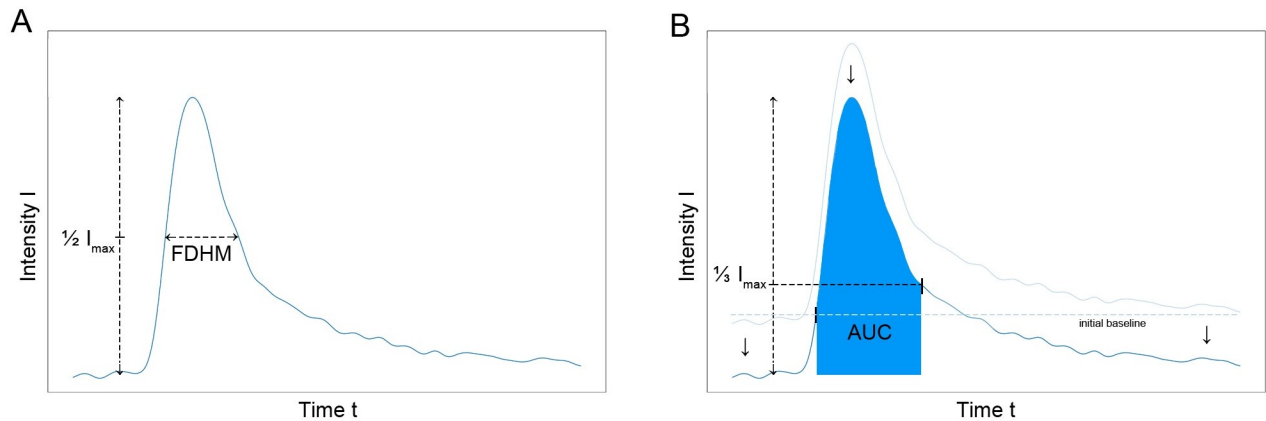 A
Intensity I
½ Imax
FDHM
Time t
B
Intensity I
⅓ Imax
initial baseline
AUC
Time t